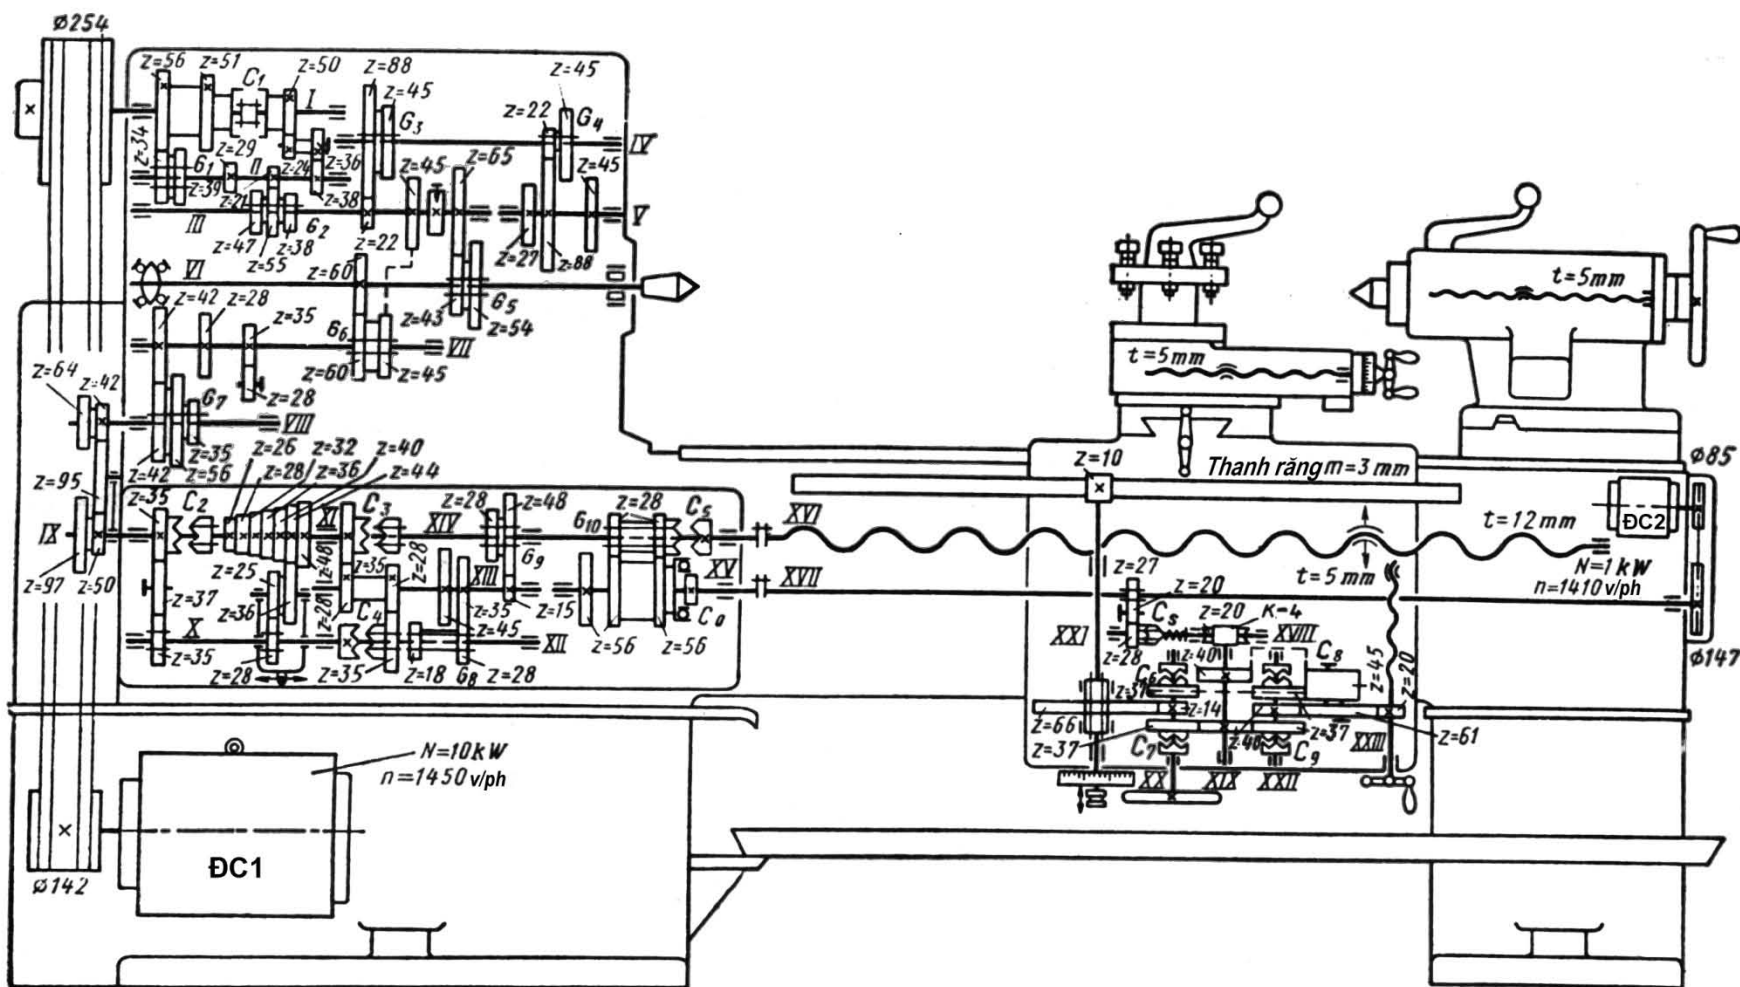 ø254
z=56
z=51
C1
z=50
I
z=88
z=45
G3
z=45
z=22
G4
IV
z=34
G1
z=39
z=29
II
z=21
z=24
z=36
z=38
z=45
z=65
z=45
III
z=47
G2
z=38
z=55
z=22
z=27
z=88
V
VI
z=60
z=42
z=28
z=35
z=43
G5
z=54
t=5mm
t=5mm
G6
VII
z=60
z=45
z=64
z=42
G7
z=28
VIII
z=35
z=56
z=42
z=26
z=28
z=32
z=36
z=40
z=44
z=95
z=35
C2
XI
C3
XIV
z=28
z=48
z=28
G10
C5
XVI
z=10
Thanh răng m=3 mm
ø85
ĐC2
t=12mm
IX
z=97
z=50
z=37
z=25
z=48
z=35
z=28
XIII
G9
XV
XVII
t=5mm
N=1kW
n=1410 v/ph
z=36
z=28
C4
z=35
z=45
z=15
C0
z=27
z=20
X
z=35
z=28
z=35
z=18
G8
z=28
XII
z=56
z=56
XXI
Cs
z=20
K=4
XVIII
z=28
C6
z=40
C8
z=45
z=20
ø147
z=37
z=66
z=14
z=37
C7
z=40
z=37
C9
XXIII
z=61
XX
XIX
XXII
N=10kW
n=1450 v/ph
ĐC1
ø142